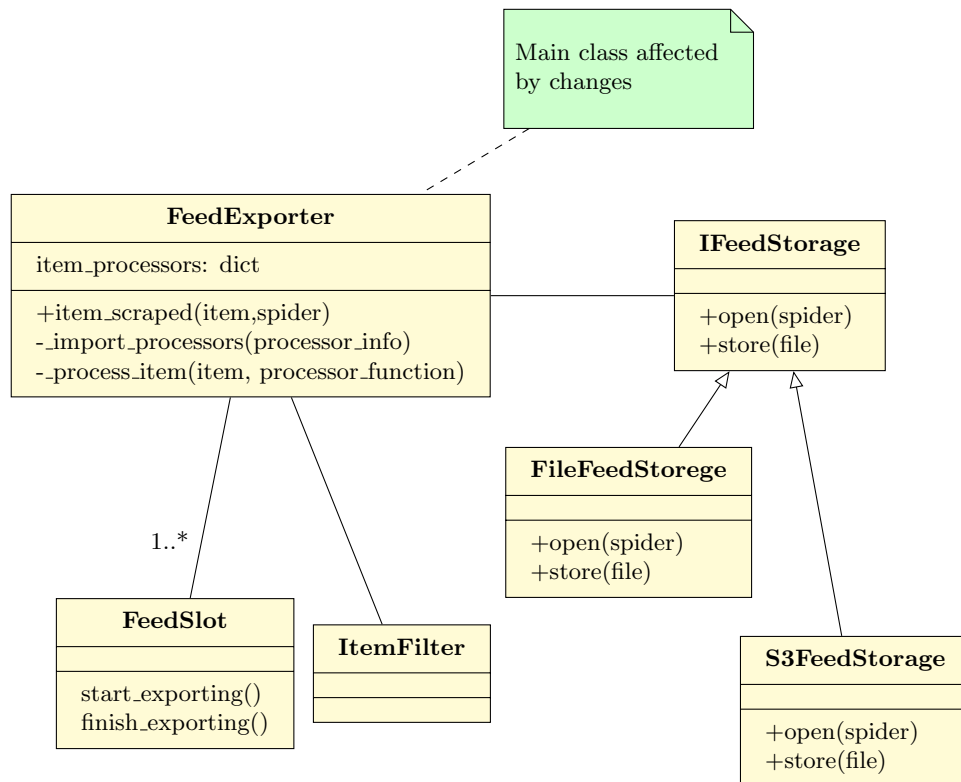 Main class affected
by changes
FeedExporter
item_processors: dict
+item_scraped(item,spider)
-_import_processors(processor_info)
-_process_item(item, processor_function)
IFeedStorage
+open(spider)
+store(file)
FileFeedStorege
+open(spider)
+store(file)
1..*
FeedSlot
start_exporting()
finish_exporting()
ItemFilter
S3FeedStorage
+open(spider)
+store(file)